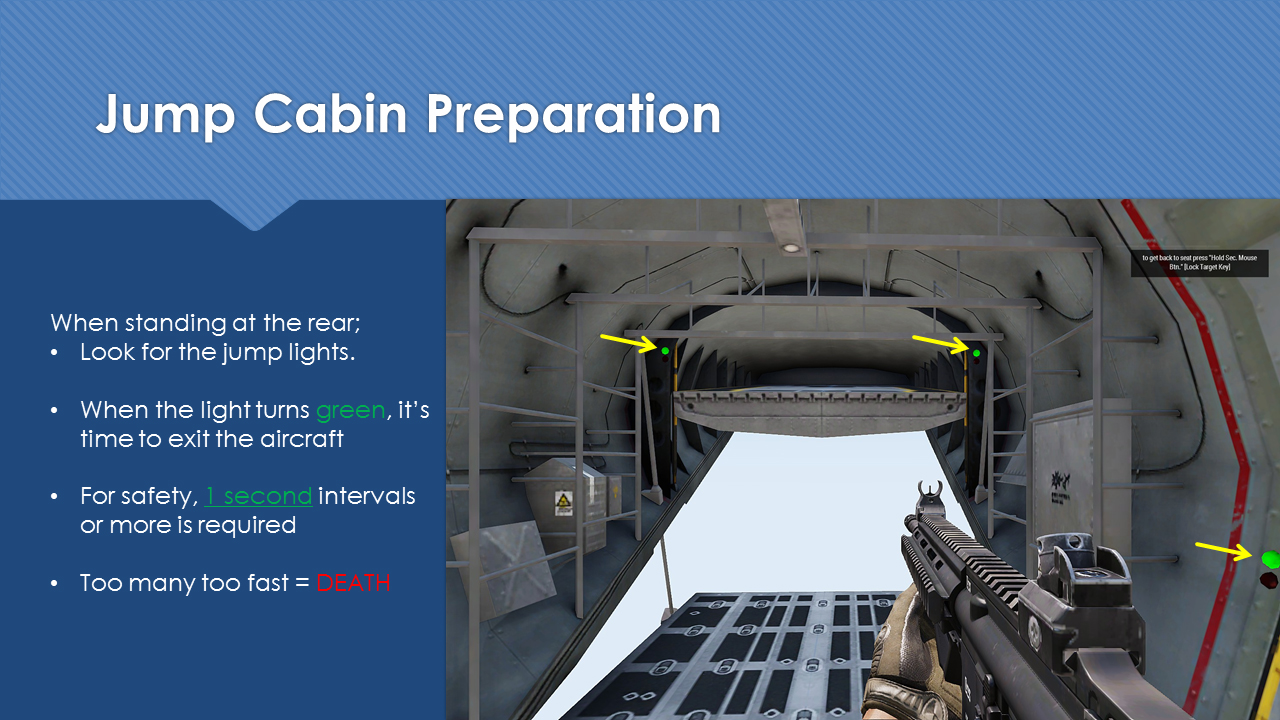 Jump Cabin Preparation
When standing at the rear;
• Look for the jump lights.
• When the light turns green, it's
time to exit the aircraft
• For safety, 1 second intervals
or more is required
• Too many too fast = DEATH
to get back to seat press "Hold Sec. Mouse
Btn." [Lock Target Key]